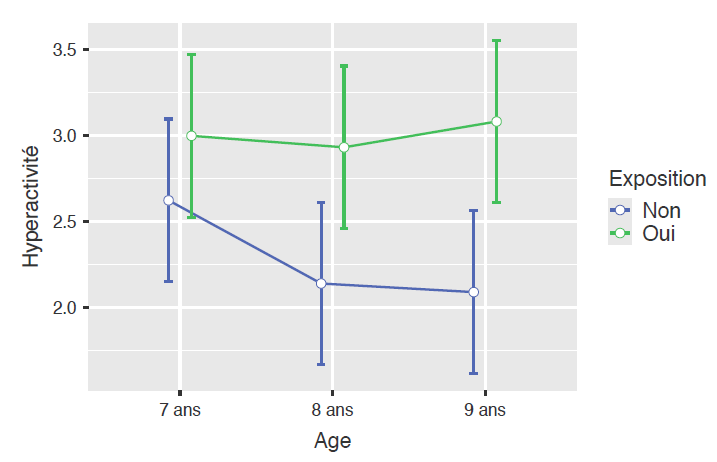 3.5
3.0
2.5
2.0
Hyperactivité
7 ans
8 ans
9 ans
Age
Exposition
Non
Oui